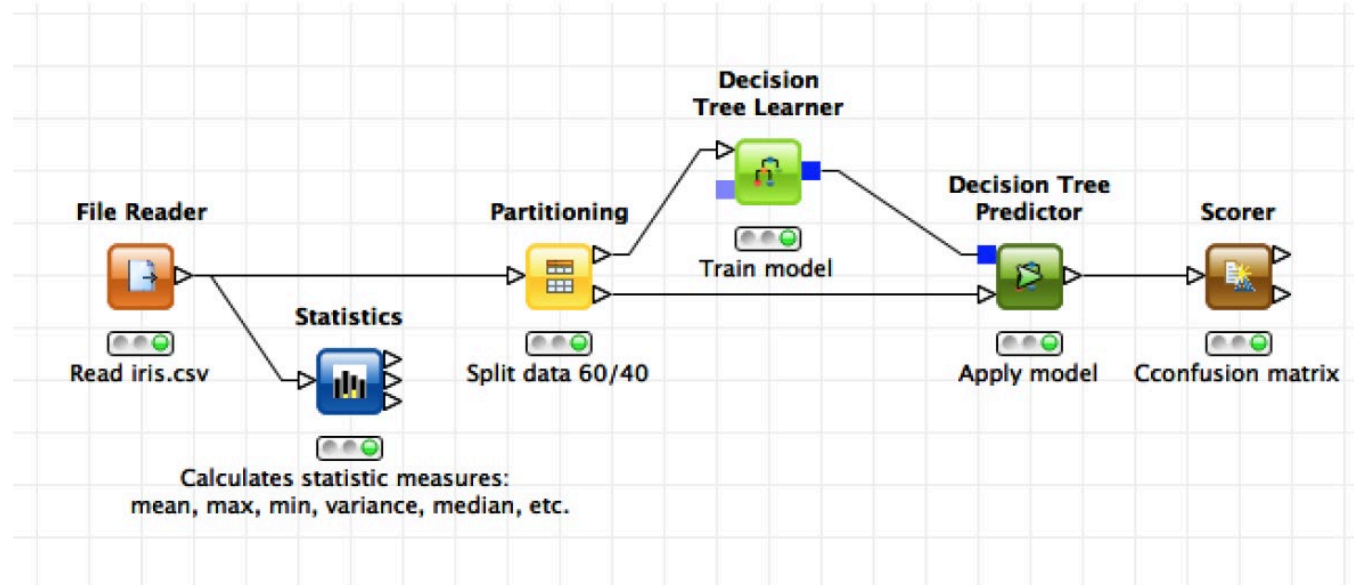 Decision
Tree Learner
File Reader
Partitioning
Decision Tree
Predictor
Scorer
Train model
Statistics
Read iris.csv
Split data 60/40
Apply model
Cconfusion matrix
Calculates statistic measures:
mean, max, min, variance, median, etc.